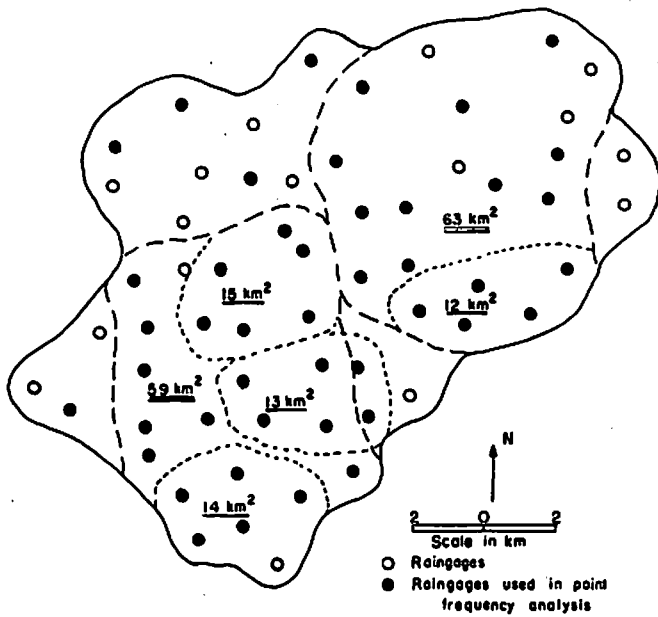 63 km²
15 km²
12 km²
59 km²
13 km²
14 km²
N
2 0 2
Scale in km
Raingages
Raingages used in point
frequency analysis